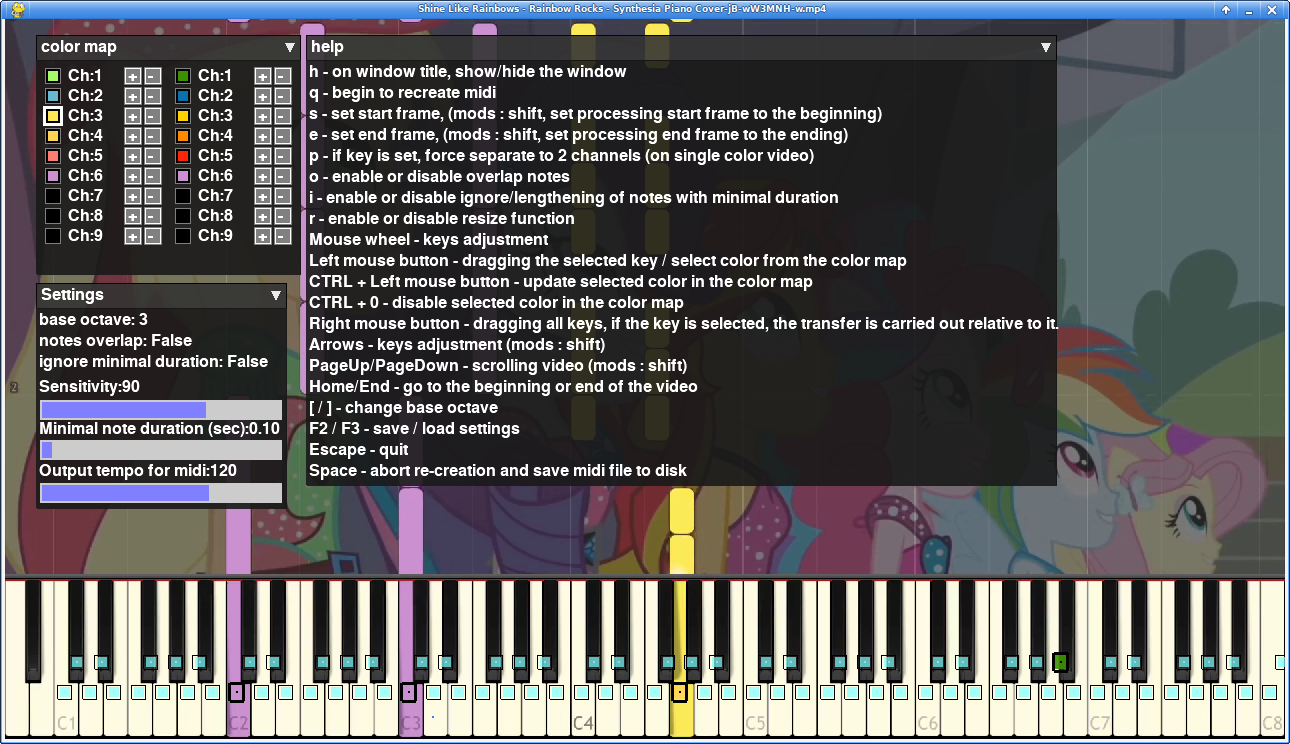 Shine Like Rainbows - Rainbow Rocks - Synthesia Piano Cover-jB-wW3MNH-w.mp4
color map
Ch:1 + - Ch:1 + -
Ch:2 + - Ch:2 + -
Ch:3 + - Ch:3 + -
Ch:4 + - Ch:4 + -
Ch:5 + - Ch:5 + -
Ch:6 + - Ch:6 + -
Ch:7 + - Ch:7 + -
Ch:8 + - Ch:8 + -
Ch:9 + - Ch:9 + -
Settings
base octave: 3
notes overlap: False
ignore minimal duration: False
Sensitivity:90
Minimal note duration (sec):0.10
Output tempo for midi:120
help
h - on window title, show/hide the window
q - begin to recreate midi
s - set start frame, (mods : shift, set processing start frame to the beginning)
e - set end frame, (mods : shift, set processing end frame to the ending)
p - if key is set, force separate to 2 channels (on single color video)
o - enable or disable overlap notes
i - enable or disable ignore/lengthening of notes with minimal duration
r - enable or disable resize function
Mouse wheel - keys adjustment
Left mouse button - dragging the selected key / select color from the color map
CTRL + Left mouse button - update selected color in the color map
CTRL + 0 - disable selected color in the color map
Right mouse button - dragging all keys, if the key is selected, the transfer is carried out relative to it.
Arrows - keys adjustment (mods : shift)
PageUp/PageDown - scrolling video (mods : shift)
Home/End - go to the beginning or end of the video
[ / ] - change base octave
F2 / F3 - save / load settings
Escape - quit
Space - abort re-creation and save midi file to disk
2
C1 C2 C3 C4 C5 C6 C7 C8